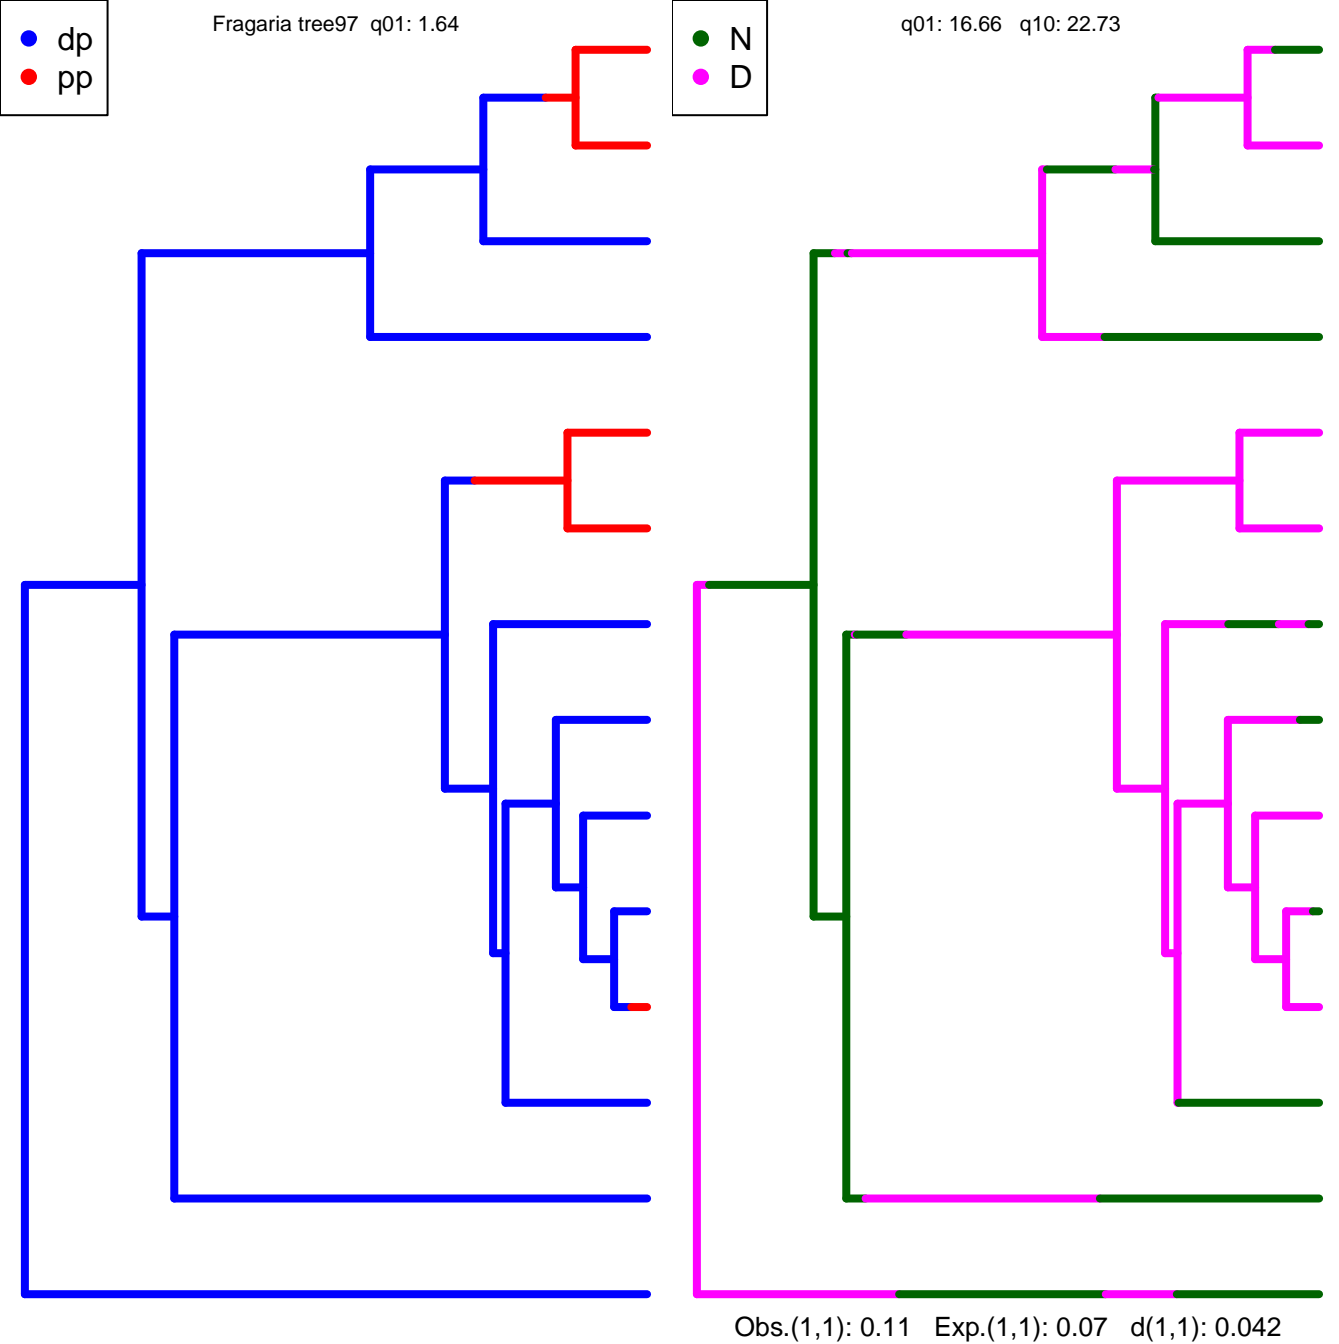 Fragaria tree97  q01: 1.64
dp
pp
q01: 16.66   q10: 22.73
N
D
Obs.(1,1): 0.11   Exp.(1,1): 0.07   d(1,1): 0.042